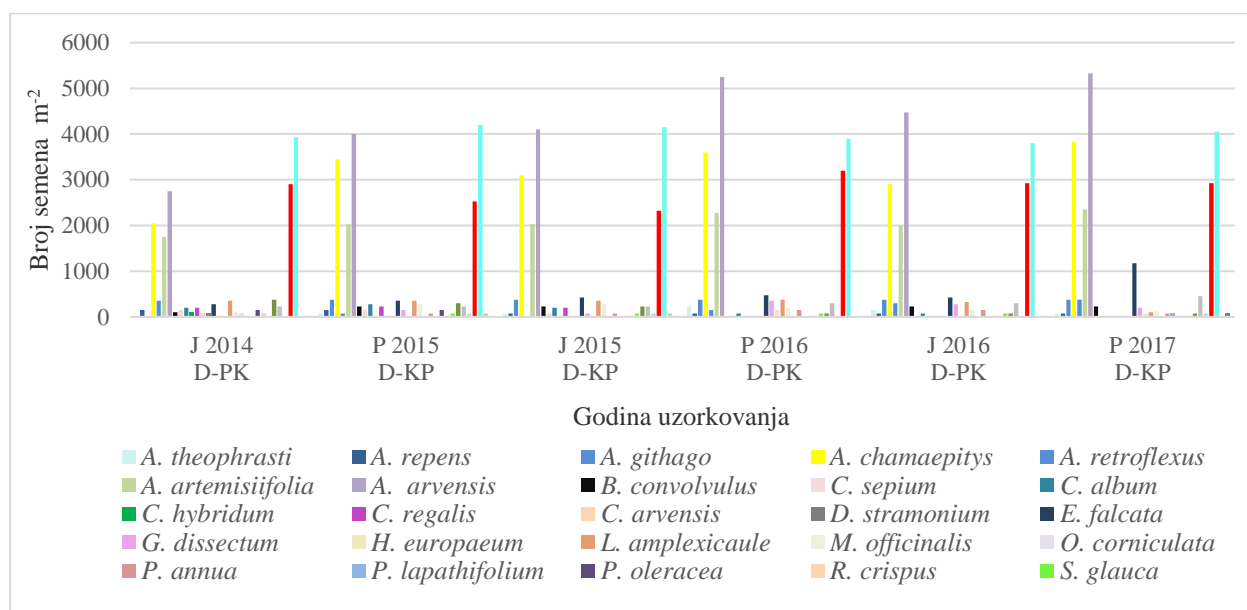 6000
5000
4000
3000
2000
1000
0
Broj semena m-2
J 2014 P 2015 J 2015 P 2016 J 2016 P 2017
D-PK D-KP D-KP D-PK D-PK D-KP
Godina uzorkovanja
A. theophrasti A. repens A. githago A. chamaepitys A. retroflexus
A. artemisiifolia A. arvensis B. convolvulus C. sepium C. album
C. hybridum C. regalis C. arvensis D. stramonium E. falcata
G. dissectum H. europaeum L. amplexicaule M. officinalis O. corniculata
P. annua P. lapathifolium P. oleracea R. crispus S. glauca